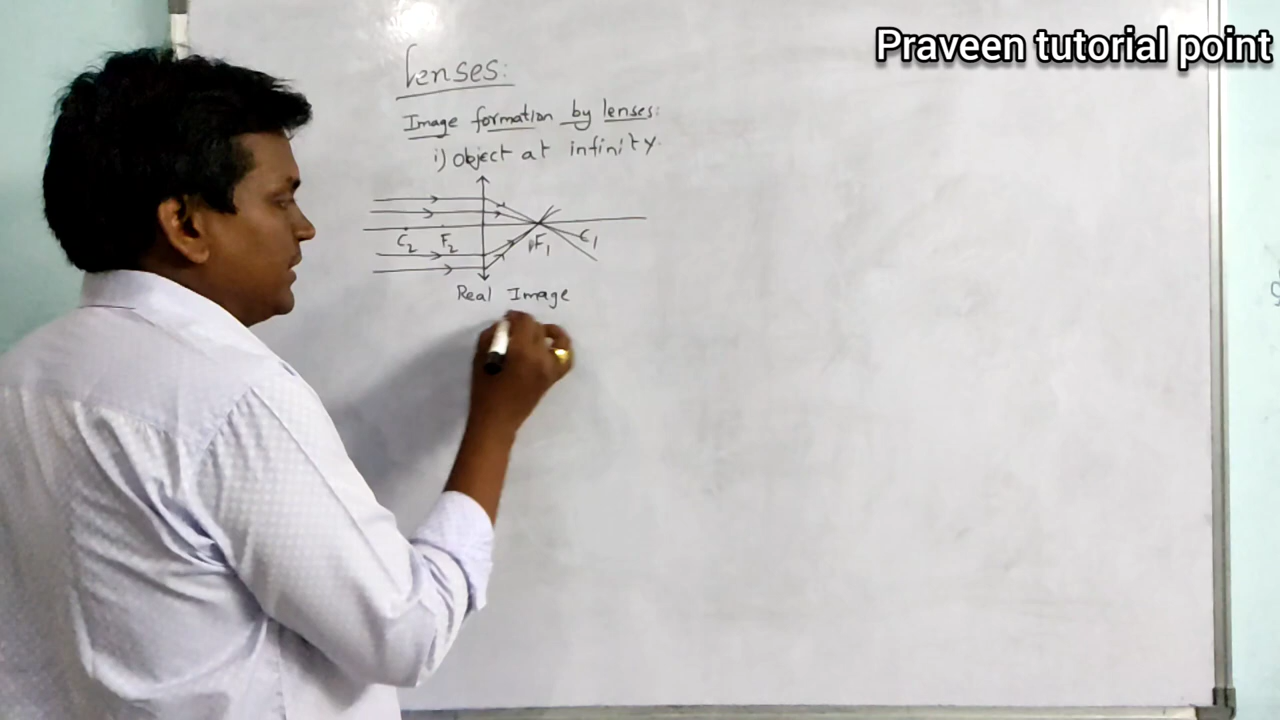 Praveen tutorial point
Lenses:
Image formation by lenses:
i) Object at infinity.
C2 F2 F1 C1
Real Image